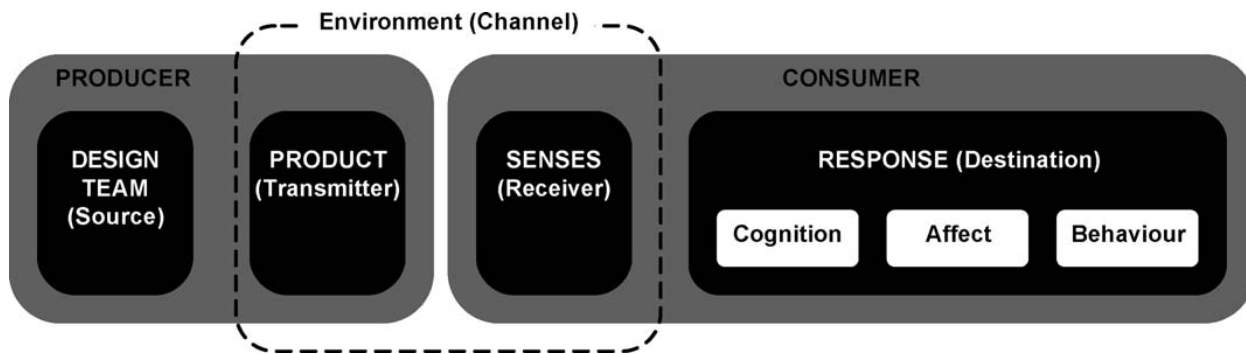 Environment (Channel)
PRODUCER
CONSUMER
DESIGN
TEAM
(Source)
PRODUCT
(Transmitter)
SENSES
(Receiver)
RESPONSE (Destination)
Cognition
Affect
Behaviour